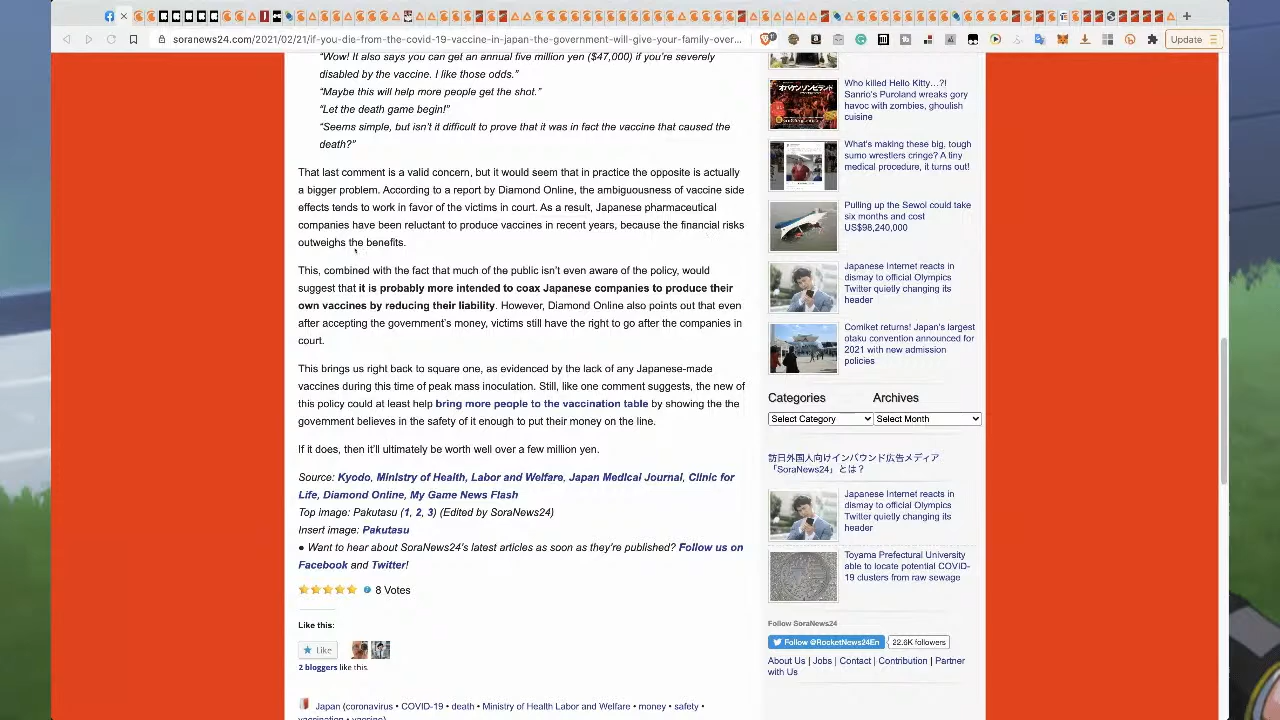 Update
soranews24.com/2021/02/21/if-you-die-from-the-covid-19-vaccine-in-japan-the-government-will-give-your-family-over...
"Wow! It also says you can get an annual 5 million yen ($47,000) if you're severely
disabled by the vaccine. I like those odds."
"Maybe this will help more people get the shot."
"Let the death game begin!"
"Seems simple, but isn't it difficult to prove that it was in fact the vaccine that caused the
death?"
That last comment is a valid concern, but it would seem that in practice the opposite is actually
a bigger problem. According to a report by Diamond Online, the ambiguousness of vaccine side
effects tends to work in favor of the victims in court. As a result, Japanese pharmaceutical
companies have been reluctant to produce vaccines in recent years, because the financial risks
outweighs the benefits.
This, combined with the fact that much of the public isn't even aware of the policy, would
suggest that it is probably more intended to coax Japanese companies to produce their
own vaccines by reducing their liability. However, Diamond Online also points out that even
after accepting the government's money, victims still have the right to go after the companies in
court.
This brings us right back to square one, as evidenced by the lack of any Japanese-made
vaccines during this time of peak mass inoculation. Still, like one comment suggests, the new of
this policy could at least help bring more people to the vaccination table by showing the the
government believes in the safety of it enough to put their money on the line.
If it does, then it'll ultimately be worth well over a few million yen.
Source: Kyodo, Ministry of Health, Labor and Welfare, Japan Medical Journal, Clinic for
Life, Diamond Online, My Game News Flash
Top image: Pakutasu (1, 2, 3) (Edited by SoraNews24)
Insert image: Pakutasu
● Want to hear about SoraNews24's latest articles as soon as they're published? Follow us on
Facebook and Twitter!
8 Votes
Like this:
Like
2 bloggers like this.
Japan (coronavirus • COVID-19 • death • Ministry of Health Labor and Welfare • money • safety •
vaccination • vaccine)
Who killed Hello Kitty…?!
Sanrio's Puroland wreaks gory
havoc with zombies, ghoulish
cuisine
What's making these big, tough
sumo wrestlers cringe? A tiny
medical procedure, it turns out!
Pulling up the Sewol could take
six months and cost
US$98,240,000
Japanese Internet reacts in
dismay to official Olympics
Twitter quietly changing its
header
Comiket returns! Japan's largest
otaku convention announced for
2021 with new admission
policies
Categories Archives
Select Category Select Month
訪日外国人向けインバウンド広告メディア
「SoraNews24」とは？
Japanese Internet reacts in
dismay to official Olympics
Twitter quietly changing its
header
Toyama Prefectural University
able to locate potential COVID-
19 clusters from raw sewage
Follow SoraNews24
Follow @RocketNews24En 22.6K followers
About Us | Jobs | Contact | Contribution | Partner
with Us